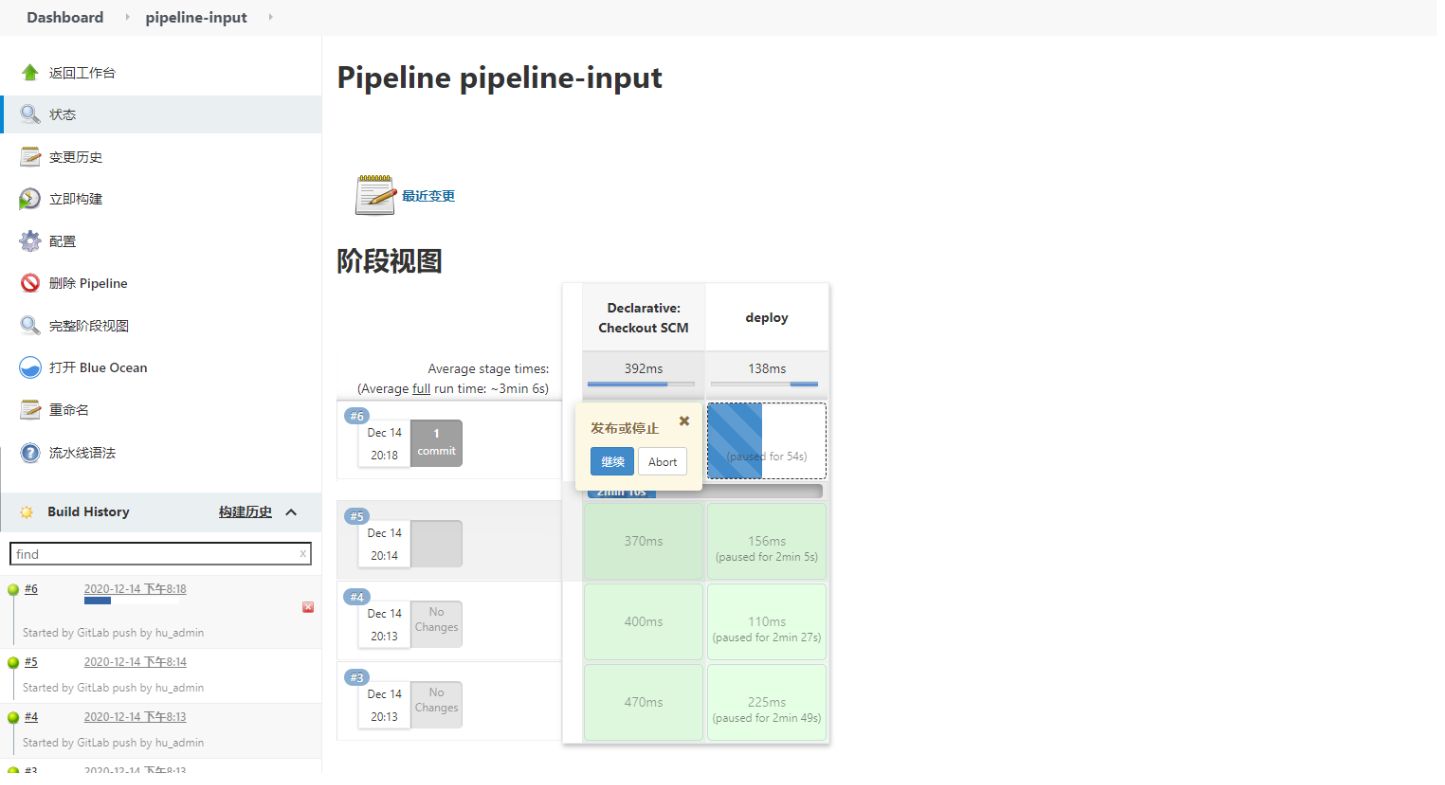 Dashboard
pipeline-input
返回工作台
状态
变更历史
立即构建
配置
删除 Pipeline
完整阶段视图
打开 Blue Ocean
重命名
流水线语法
Build History
构建历史
find
x
#6
2020-12-14 下午8:18
Started by GitLab push by hu_admin
#5
2020-12-14 下午8:14
Started by GitLab push by hu_admin
#4
2020-12-14 下午8:13
Started by GitLab push by hu_admin
#3
2020-12-14 下午8:13
Pipeline pipeline-input
最近变更
阶段视图
Declarative:
Checkout SCM
deploy
Average stage times:
(Average full run time: ~3min 6s)
392ms
138ms
#6
Dec 14
20:18
1
commit
发布或停止
继续
Abort
(paused for 54s)
2min 10s
#5
Dec 14
20:14
370ms
156ms
(paused for 2min 5s)
#4
Dec 14
20:13
No
Changes
400ms
110ms
(paused for 2min 27s)
#3
Dec 14
20:13
No
Changes
470ms
225ms
(paused for 2min 49s)